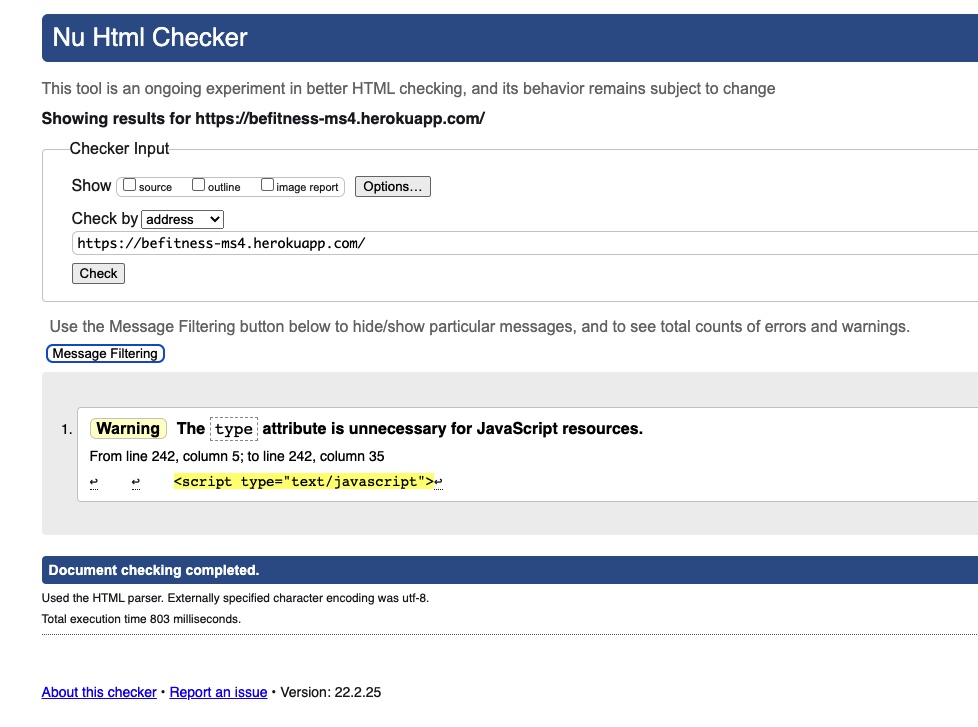 Nu Html Checker
This tool is an ongoing experiment in better HTML checking, and its behavior remains subject to change
Showing results for https://befitness-ms4.herokuapp.com/
Checker Input
Show source outline image report Options...
Check by address
https://befitness-ms4.herokuapp.com/
Check
Use the Message Filtering button below to hide/show particular messages, and to see total counts of errors and warnings.
Message Filtering
1. Warning The type attribute is unnecessary for JavaScript resources.
From line 242, column 5; to line 242, column 35
↩ ↩ <script type="text/javascript">↩
Document checking completed.
Used the HTML parser. Externally specified character encoding was utf-8.
Total execution time 803 milliseconds.
About this checker • Report an issue • Version: 22.2.25